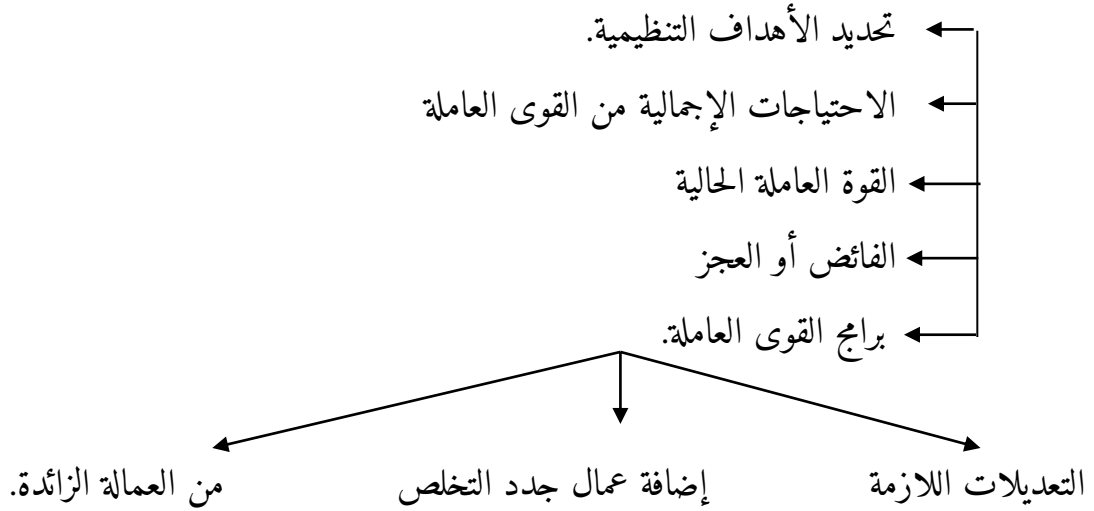 تحديد الأهداف التنظيمية.
الاحتياجات الإجمالية من القوى العاملة
القوة العاملة الحالية
الفائض أو العجز
برامج القوى العاملة.
التعديلات اللازمة إضافة عمال جدد التخلص من العمالة الزائدة.